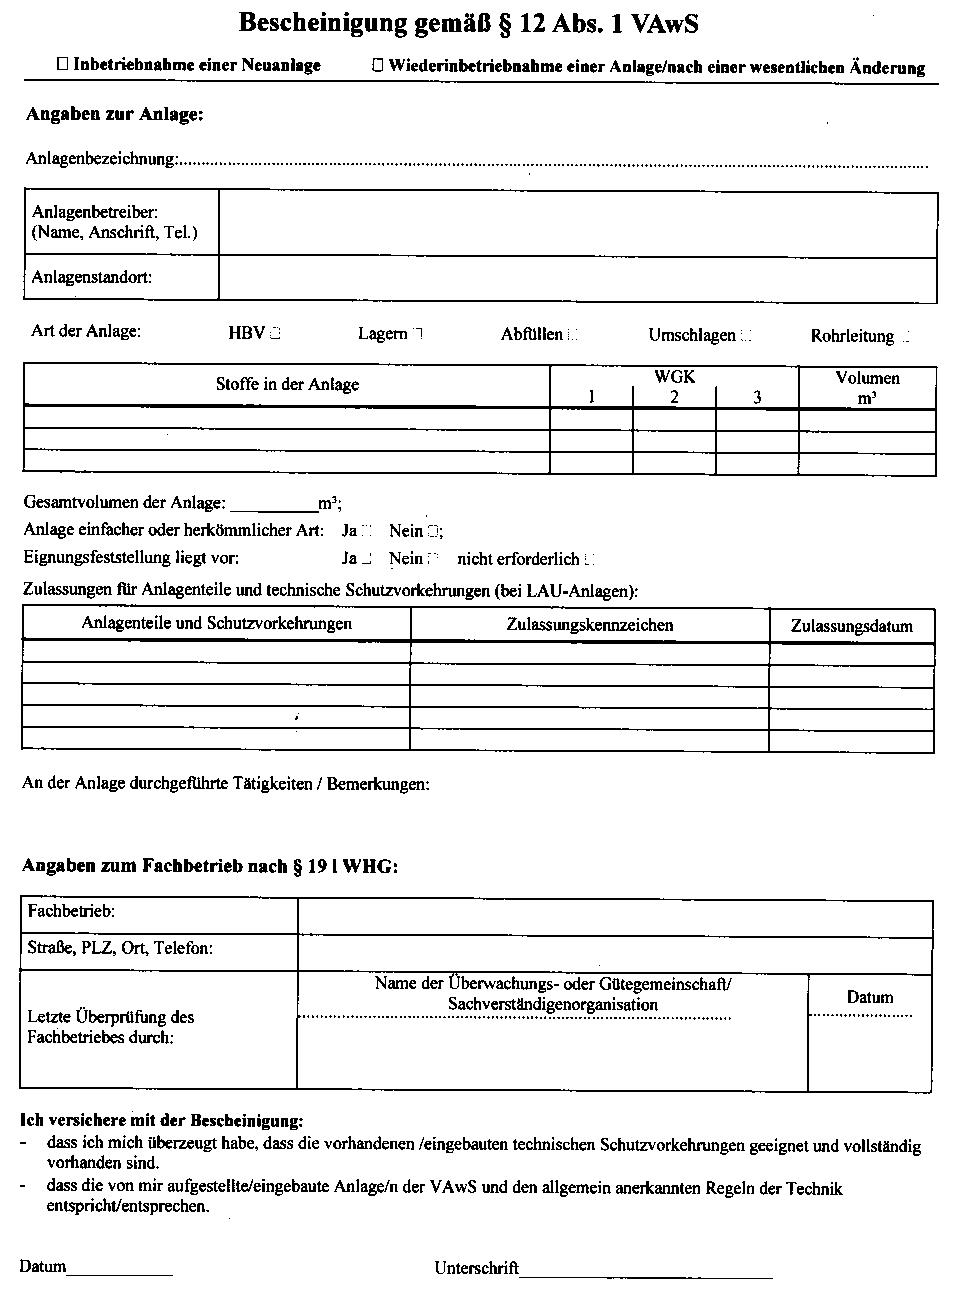 Bescheinigung gemäß § 12 Abs. 1 VAwS
☐ Inbetriebnahme einer Neuanlage ☐ Wiederinbetriebnahme einer Anlage/nach einer wesentlichen Änderung
Angaben zur Anlage:
Anlagenbezeichnung:
Anlagenbetreiber:
(Name, Anschrift, Tel.)
Anlagenstandort:
Art der Anlage: HBV ☐ Lagern ☐ Abfüllen ☐ Umschlagen ☐ Rohrleitung ☐
Stoffe in der Anlage WGK Volumen
1 2 3 m³
Gesamtvolumen der Anlage: __________m³;
Anlage einfacher oder herkömmlicher Art: Ja ☐ Nein ☐;
Eignungsfeststellung liegt vor: Ja ☐ Nein ☐ nicht erforderlich ☐
Zulassungen für Anlagenteile und technische Schutzvorkehrungen (bei LAU-Anlagen):
Anlagenteile und Schutzvorkehrungen Zulassungskennzeichen Zulassungsdatum
An der Anlage durchgeführte Tätigkeiten / Bemerkungen:
Angaben zum Fachbetrieb nach § 19 l WHG:
Fachbetrieb:
Straße, PLZ, Ort, Telefon:
Letzte Überprüfung des
Fachbetriebes durch:
Name der Überwachungs- oder Gütegemeinschaft/
Sachverständigenorganisation
Datum
Ich versichere mit der Bescheinigung:
- dass ich mich überzeugt habe, dass die vorhandenen /eingebauten technischen Schutzvorkehrungen geeignet und vollständig
vorhanden sind.
- dass die von mir aufgestellte/eingebaute Anlage/n der VAwS und den allgemein anerkannten Regeln der Technik
entspricht/entsprechen.
Datum____________ Unterschrift____________________________